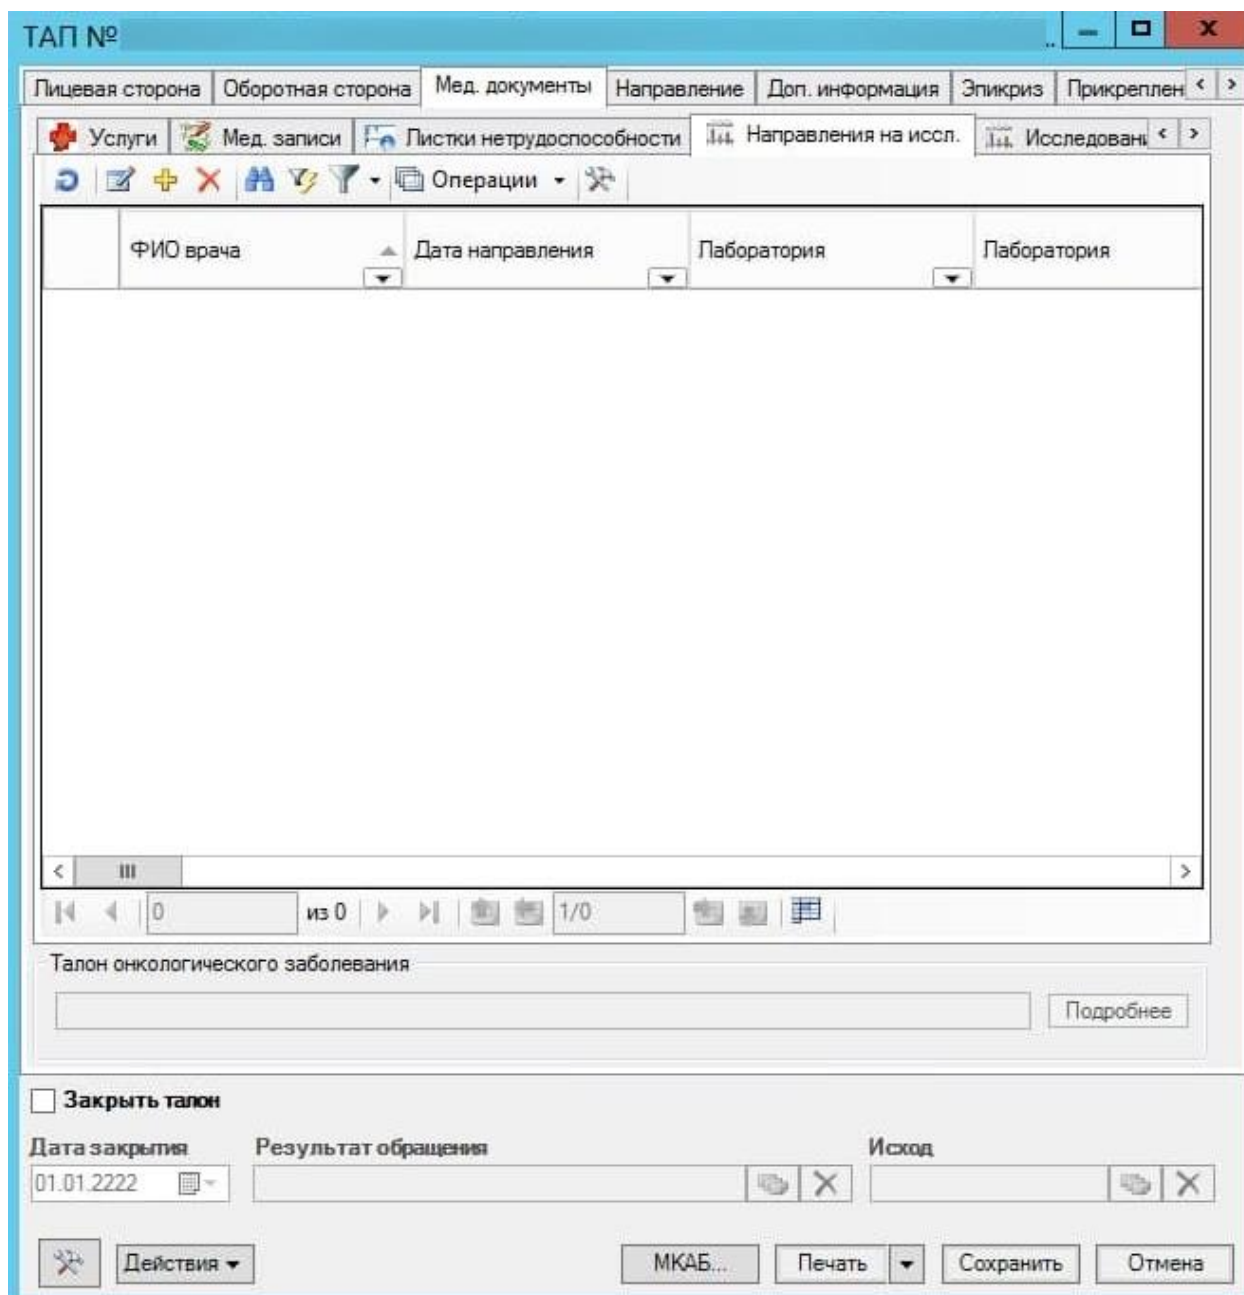 ТАП №
Лицевая сторона Оборотная сторона Мед. документы Направление Доп. информация Эпикриз Прикреплен
Услуги Мед. записи Листки нетрудоспособности Направления на иссл. Исследовань
Операции
ФИО врача Дата направления Лаборатория Лаборатория
0 из 0 1/0
Талон онкологического заболевания
Подробнее
Закрыть талон
Дата закрытия Результат обращения Исход
01.01.2222
Действия МКАБ... Печать Сохранить Отмена